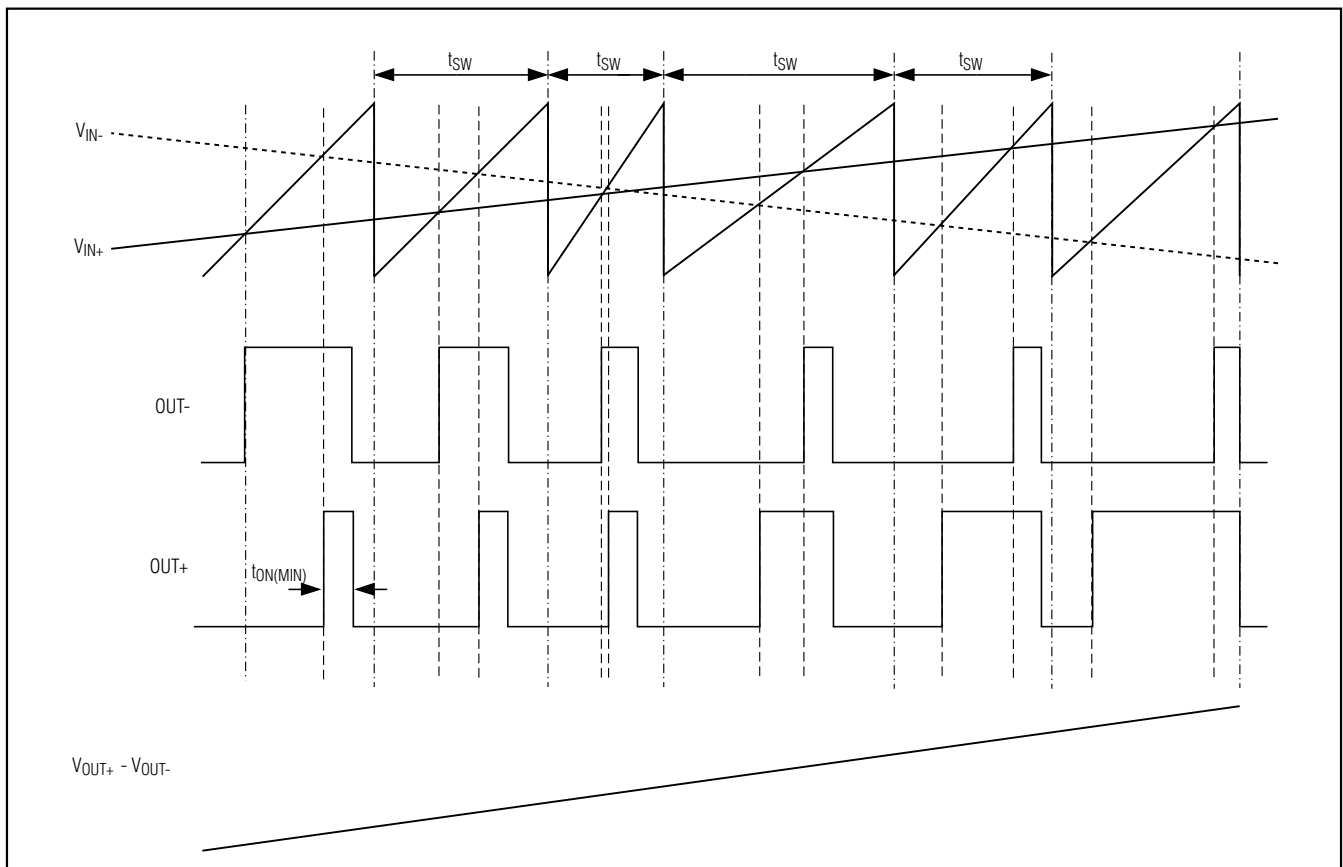 tSW tSW tSW tSW
VIN-
VIN+
OUT-
OUT+
tON(MIN)
VOUT+ - VOUT-